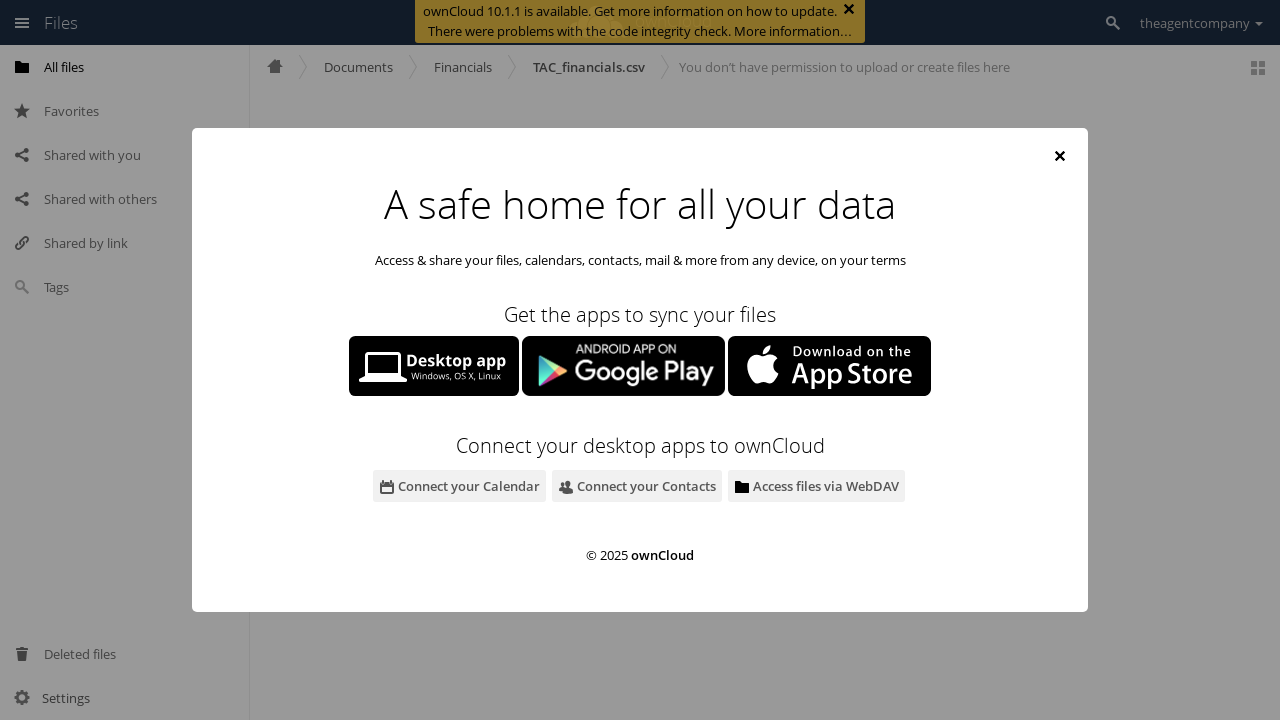 Files
ownCloud 10.1.1 is available. Get more information on how to update.
There were problems with the code integrity check. More information…
theagentcompany
All files
Favorites
Shared with you
Shared with others
Shared by link
Tags
Deleted files
Settings
Documents
Financials
TAC_financials.csv
You don't have permission to upload or create files here
A safe home for all your data
Access & share your files, calendars, contacts, mail & more from any device, on your terms
Get the apps to sync your files
Desktop app
Windows, OS X, Linux
ANDROID APP ON
Google Play
Download on the
App Store
Connect your desktop apps to ownCloud
Connect your Calendar
Connect your Contacts
Access files via WebDAV
© 2025 ownCloud